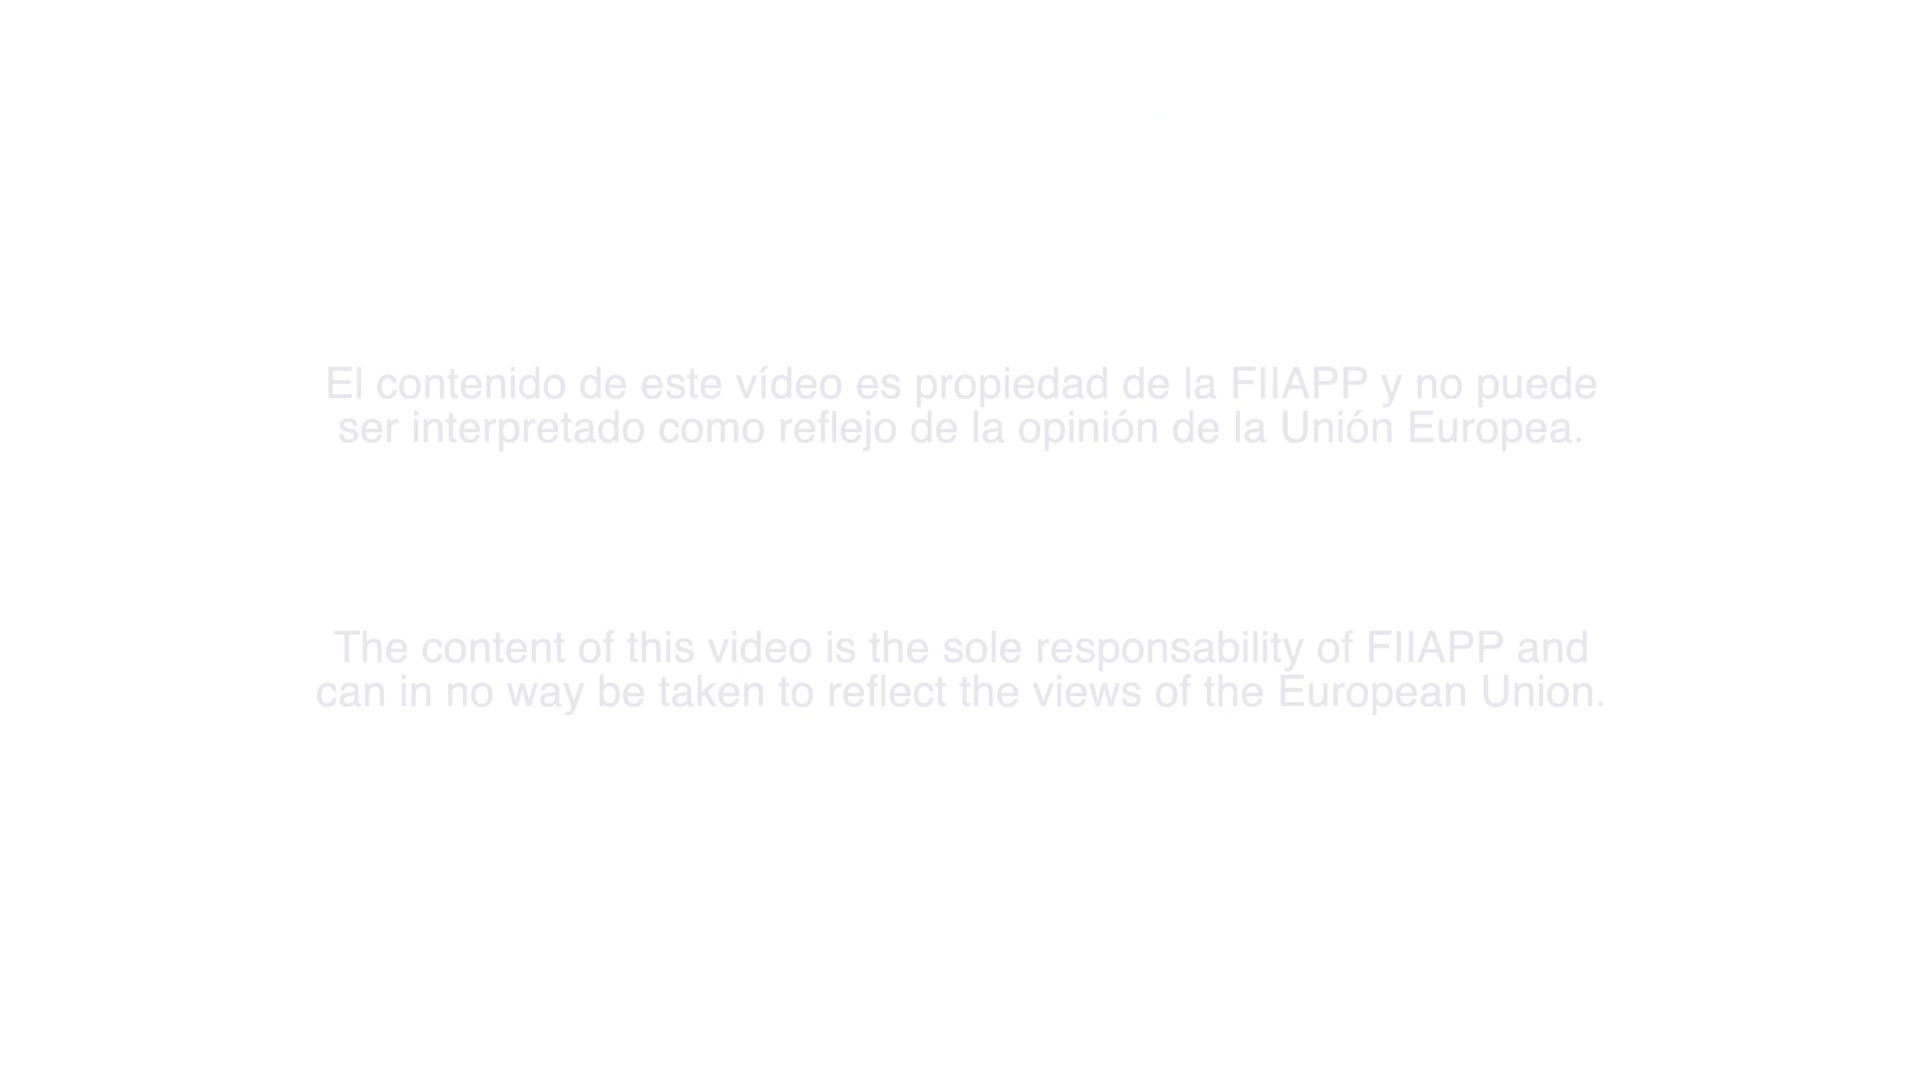 El contenido de este vídeo es propiedad de la FIIAPP y no puede
ser interpretado como reflejo de la opinión de la Unión Europea.
The content of this video is the sole responsability of FIIAPP and
can in no way be taken to reflect the views of the European Union.